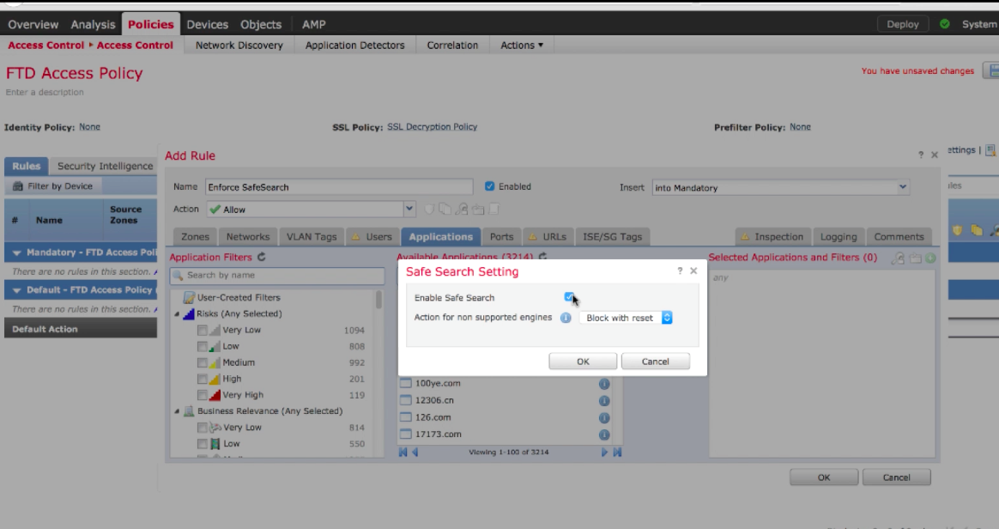 Overview Analysis Policies Devices Objects AMP Deploy System
Access Control ▸ Access Control Network Discovery Application Detectors Correlation Actions ▾
FTD Access Policy
You have unsaved changes
Enter a description
Identity Policy: None SSL Policy: SSL Decryption Policy Prefilter Policy: None
Rules Security Intelligence
Filter by Device
# Name Source Zones
Mandatory - FTD Access
There are no rules in this section.
Default - FTD Access Policy
There are no rules in this section.
Default Action
Add Rule
Name Enforce SafeSearch Enabled Insert into Mandatory
Action Allow
Zones Networks VLAN Tags Users Applications Ports URLs ISE/SG Tags Inspection Logging Comments
Application Filters Available Applications (3214) Selected Applications and Filters (0)
Search by name
any
User-Created Filters
Risks (Any Selected)
Very Low 1094
Low 808
Medium 992
High 201
Very High 119
Business Relevance (Any Selected)
Very Low 814
Low 550
Safe Search Setting
Enable Safe Search
Action for non supported engines Block with reset
OK Cancel
100ye.com
12306.cn
126.com
17173.com
Viewing 1-100 of 3214
OK Cancel